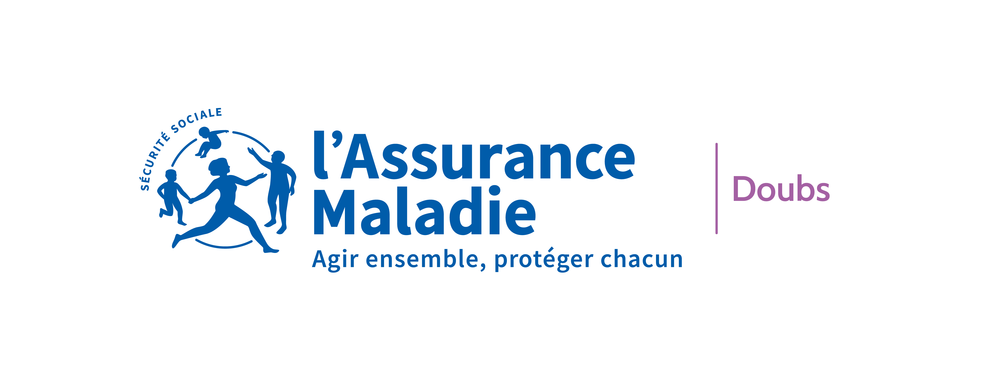 SÉCURITÉ SOCIALE
l’Assurance
Maladie
Agir ensemble, protéger chacun
Doubs